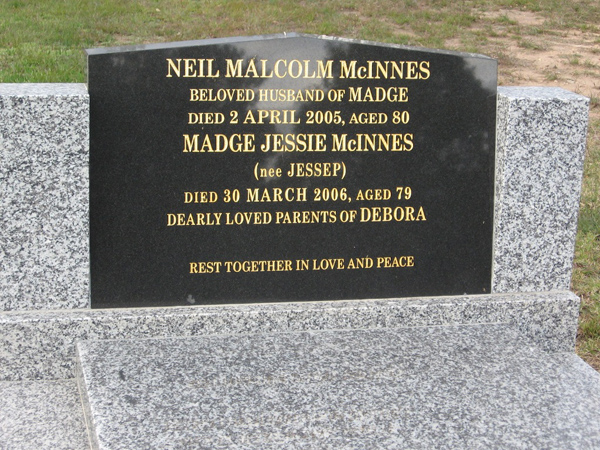 NEIL MALCOLM McINNES
BELOVED HUSBAND OF MADGE
DIED 2 APRIL 2005, AGED 80
MADGE JESSIE McINNES
(nee JESSEP)
DIED 30 MARCH 2006, AGED 79
DEARLY LOVED PARENTS OF DEBORA
REST TOGETHER IN LOVE AND PEACE